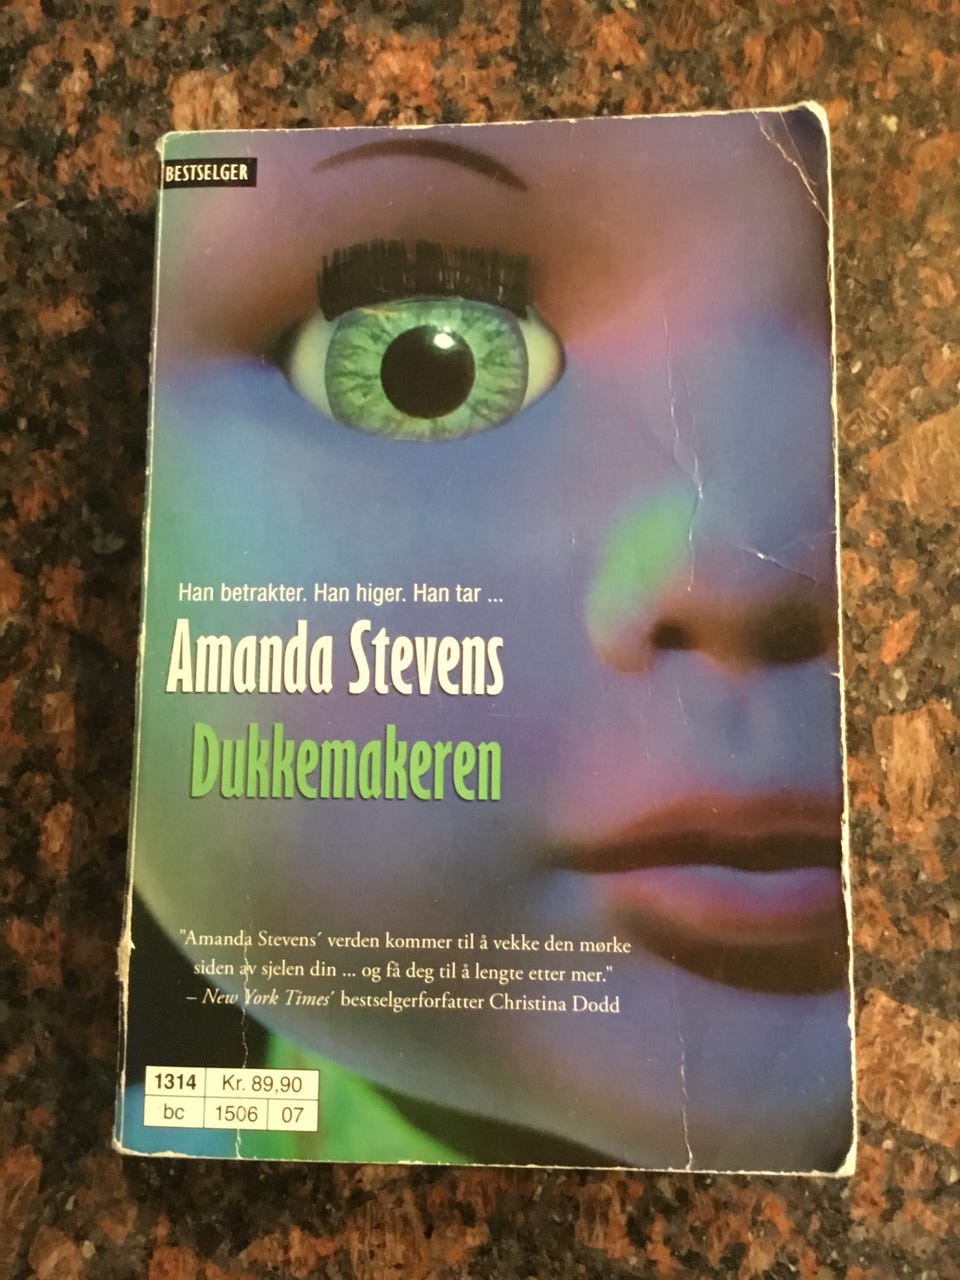 BESTSELGER
Han betrakter. Han higer. Han tar ...
Amanda Stevens
Dukkemakeren
"Amanda Stevens´ verden kommer til å vekke den mørke
siden av sjelen din ... og få deg til å lengte etter mer."
– New York Times´ bestselgerforfatter Christina Dodd
1314 Kr. 89,90
bc 1506 07